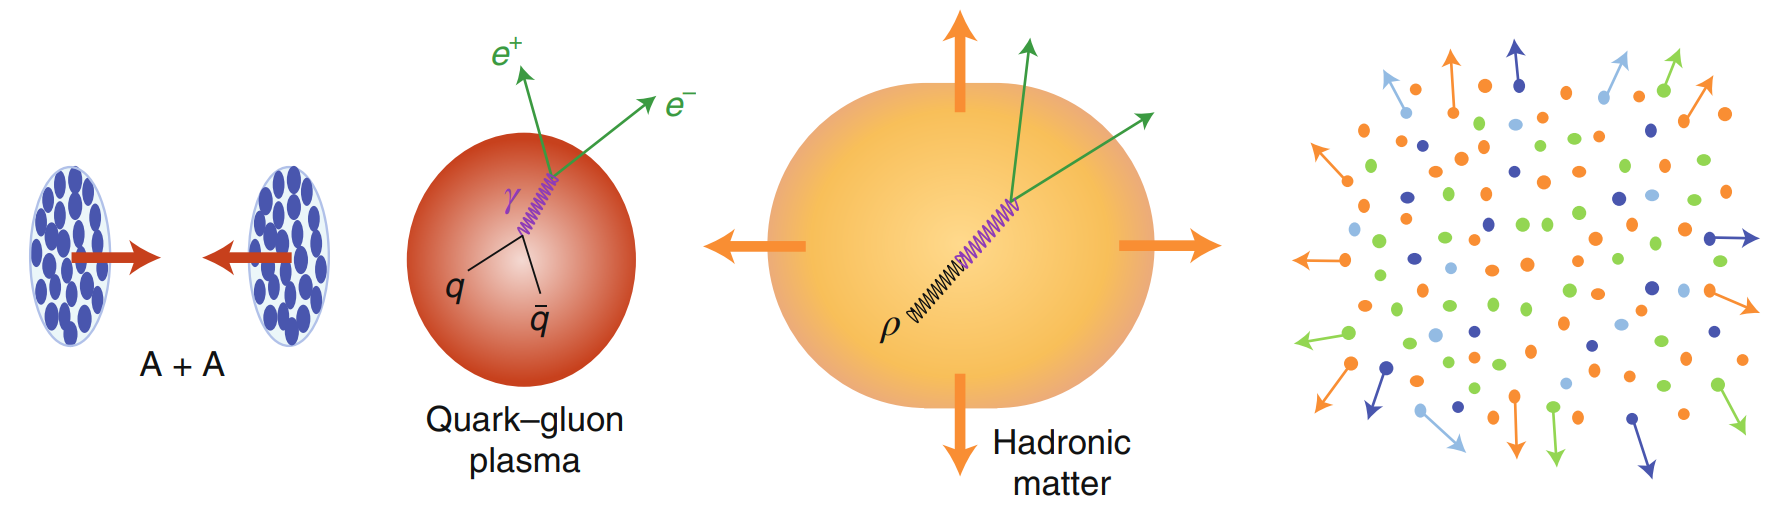 A + A
e⁺
e⁻
γ
q
q̄
Quark–gluon
plasma
ρ
Hadronic
matter